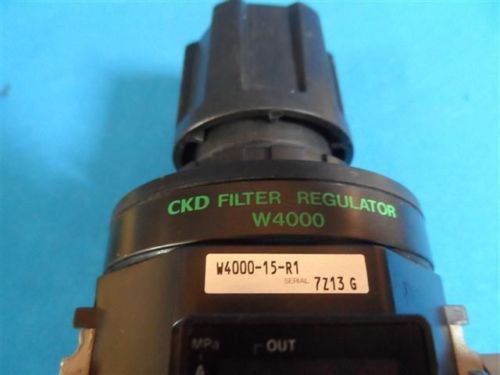 CKD FILTER REGULATOR
W4000
W4000-15-R1
SERIAL 7Z13 G
MPa OUT